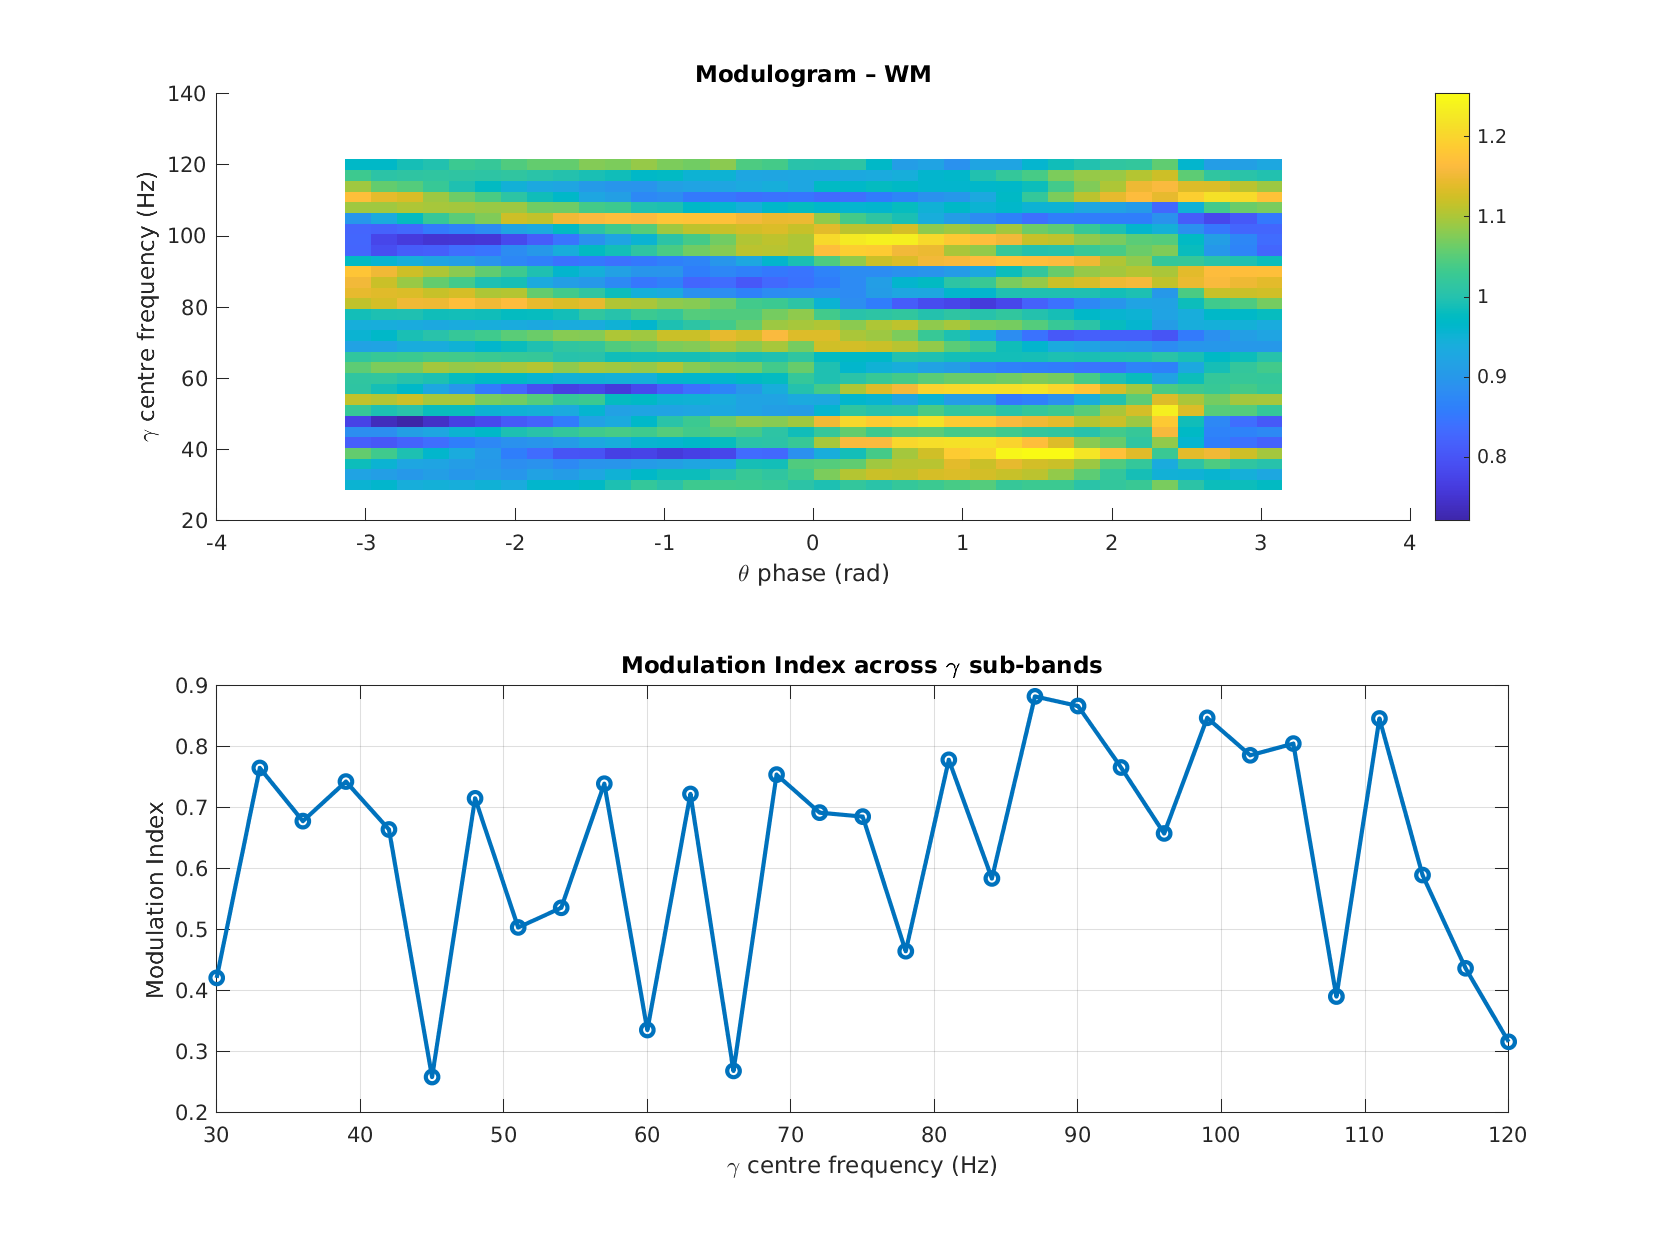 Modulogram – WM
140
120
100
80
60
40
20
γ centre frequency (Hz)
-4 -3 -2 -1 0 1 2 3 4
θ phase (rad)
1.2
1.1
1
0.9
0.8
Modulation Index across γ sub-bands
0.9
0.8
0.7
0.6
0.5
0.4
0.3
0.2
Modulation Index
30 40 50 60 70 80 90 100 110 120
γ centre frequency (Hz)